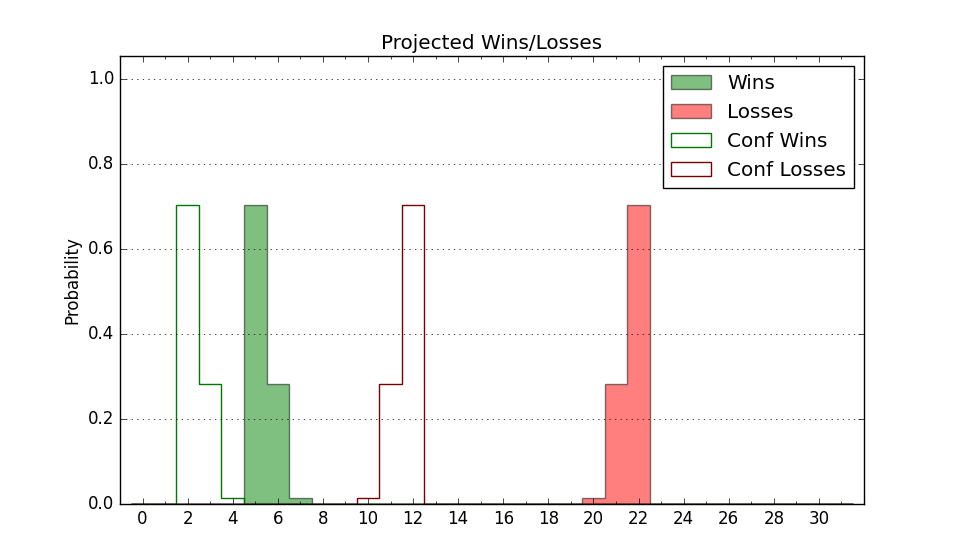 Projected Wins/Losses
Probability
1.0
0.8
0.6
0.4
0.2
0.0
0 2 4 6 8 10 12 14 16 18 20 22 24 26 28 30
Wins
Losses
Conf Wins
Conf Losses